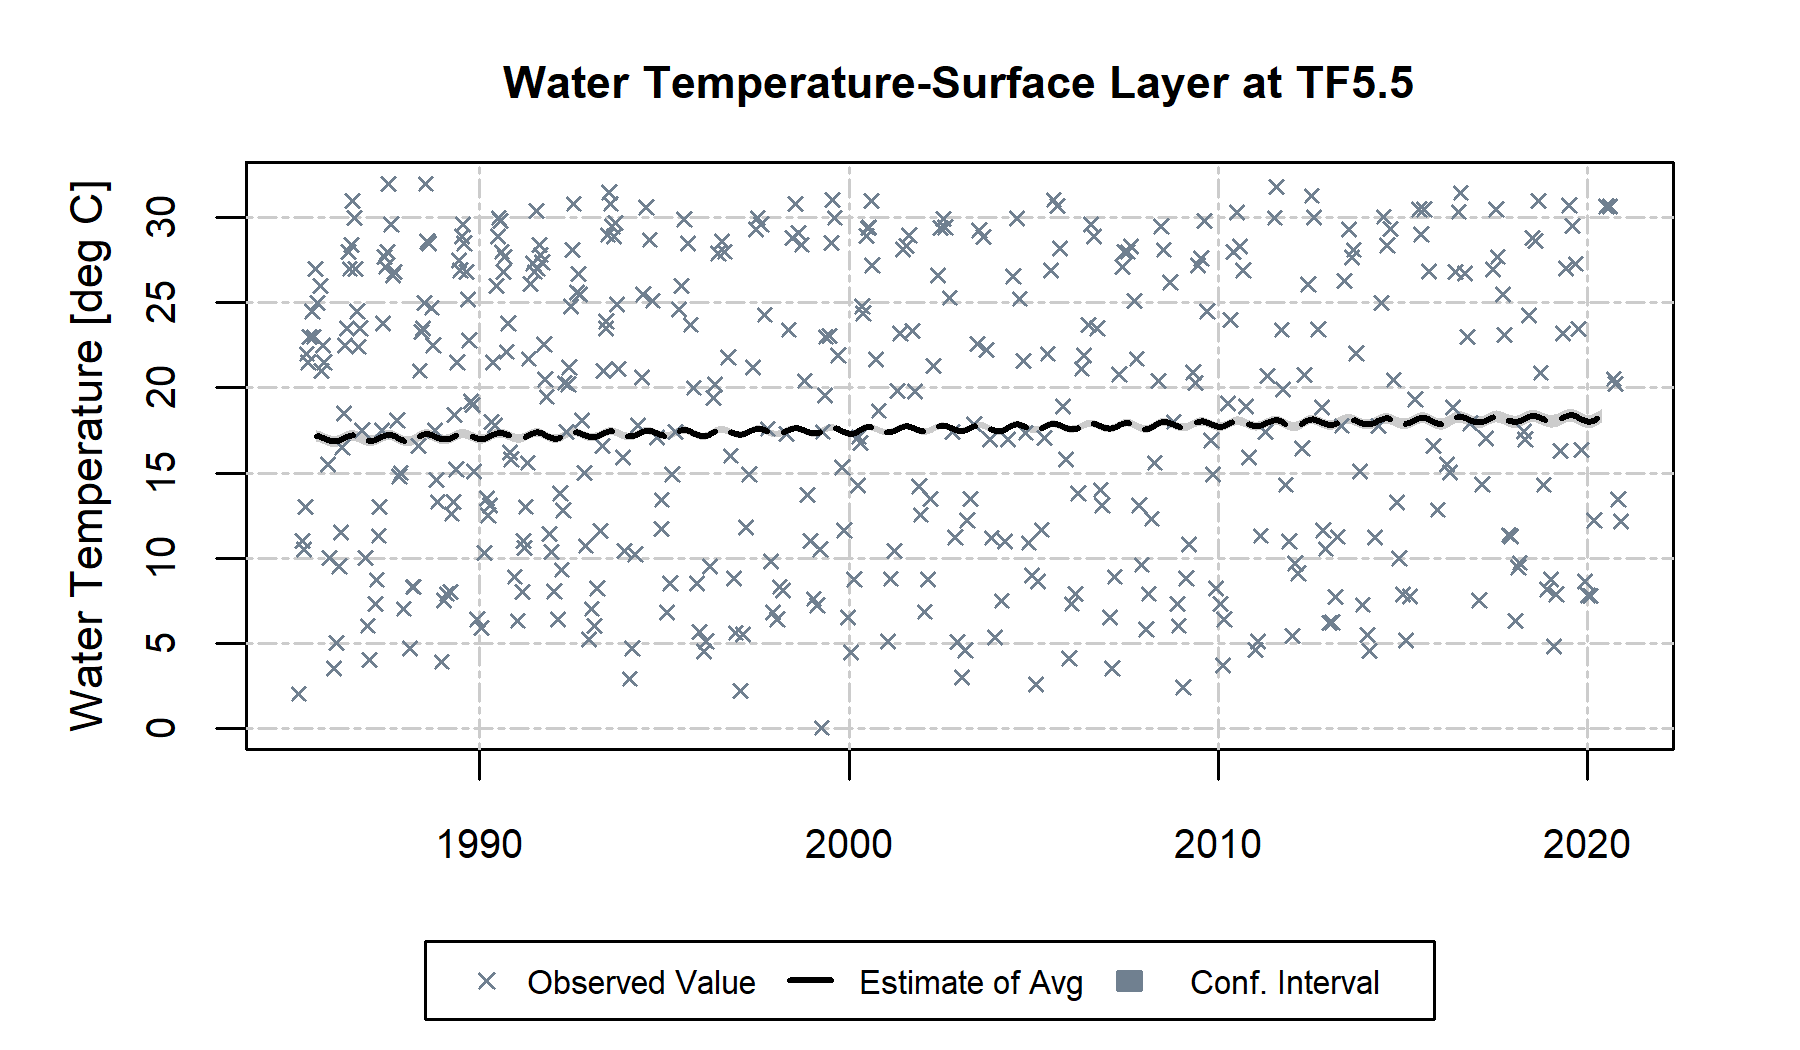 Water Temperature-Surface Layer at TF5.5
Water Temperature [deg C]
30
25
20
15
10
5
0
1990 2000 2010 2020
Observed Value Estimate of Avg Conf. Interval